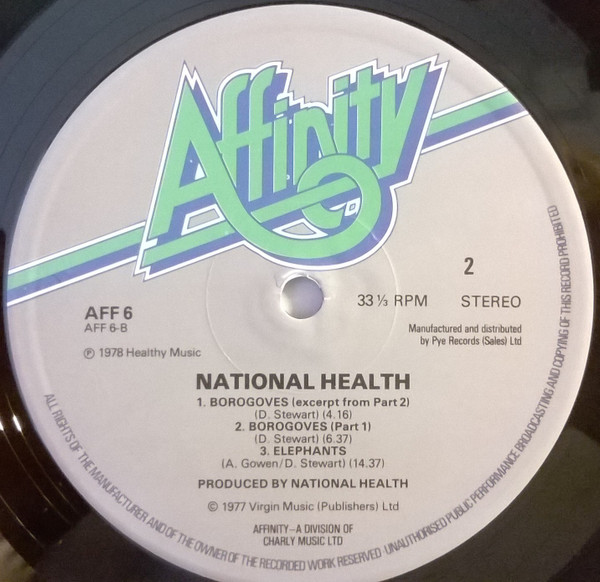 Affinity
2
33 ⅓ RPM STEREO
AFF 6
AFF 6-B
Manufactured and distributed
by Pye Records (Sales) Ltd
℗ 1978 Healthy Music
NATIONAL HEALTH
1. BOROGOVES (excerpt from Part 2)
(D. Stewart) (4.16)
2. BOROGOVES (Part 1)
(D. Stewart) (6.37)
3. ELEPHANTS
(A. Gowen/D. Stewart) (14.37)
PRODUCED BY NATIONAL HEALTH
© 1977 Virgin Music (Publishers) Ltd
AFFINITY–A DIVISION OF
CHARLY MUSIC LTD
ALL RIGHTS OF THE MANUFACTURER AND OF THE OWNER OF THE RECORDED WORK RESERVED UNAUTHORISED PUBLIC PERFORMANCE BROADCASTING AND COPYING OF THIS RECORD PROHIBITED